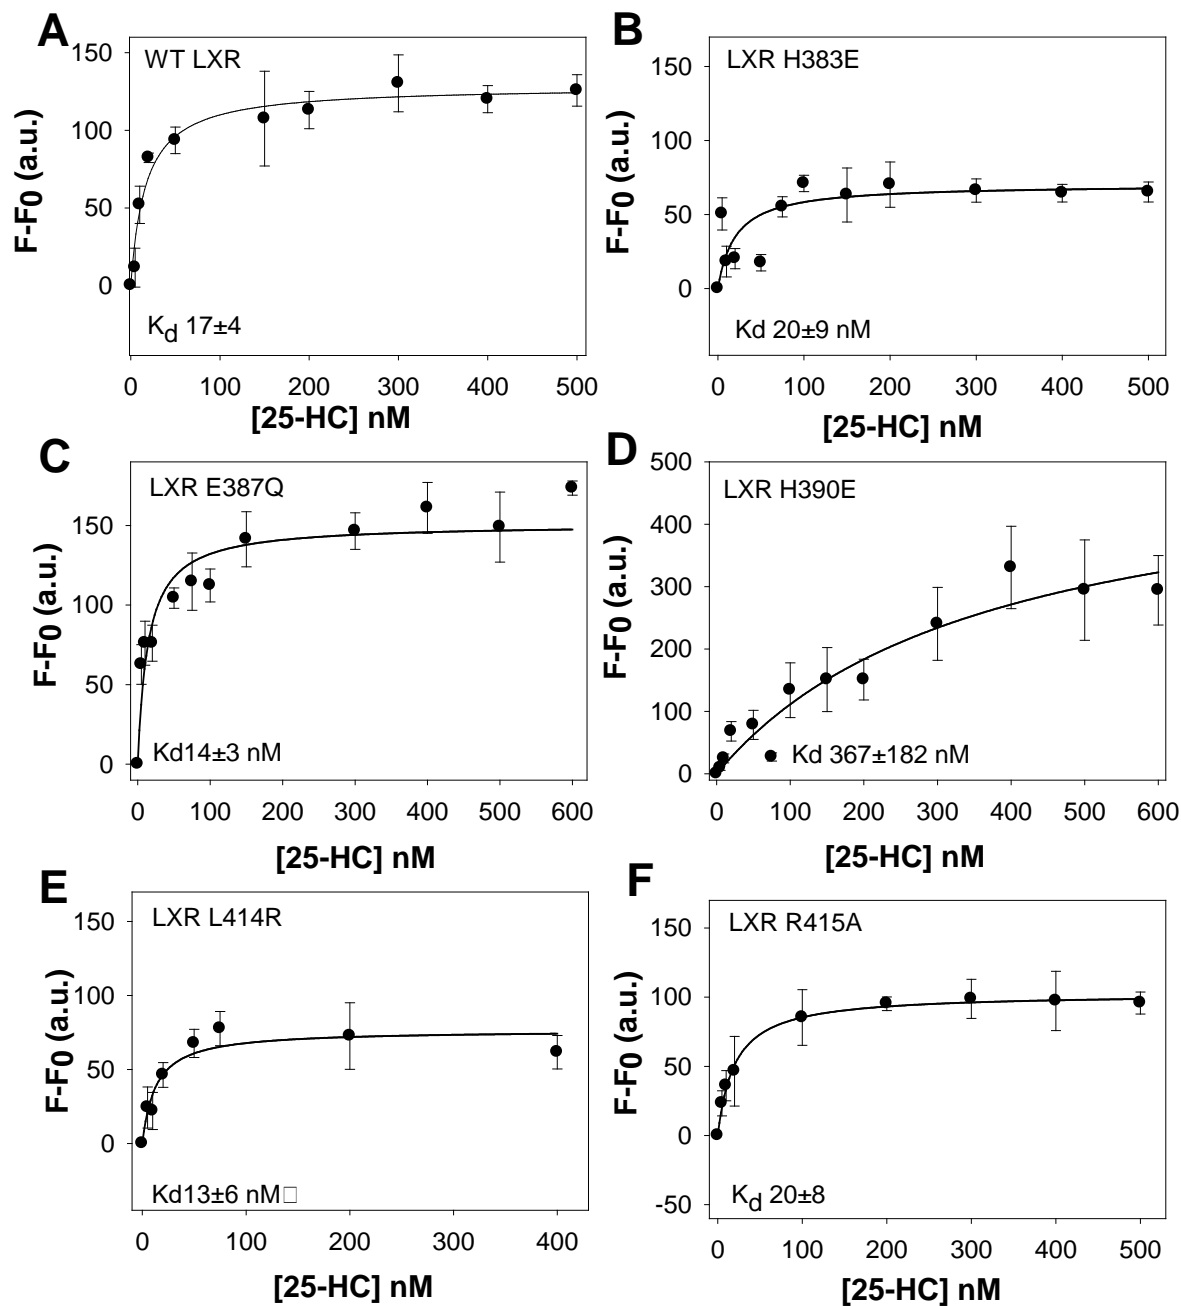 A
WT LXR
150
100
50
0
F-F0 (a.u.)
Kd 17±4
0 100 200 300 400 500
[25-HC] nM
B
LXR H383E
150
100
50
0
F-F0 (a.u.)
Kd 20±9 nM
0 100 200 300 400 500
[25-HC] nM
C
LXR E387Q
150
100
50
0
F-F0 (a.u.)
Kd14±3 nM
0 100 200 300 400 500 600
[25-HC] nM
D
LXR H390E
500
400
300
200
100
0
F-F0 (a.u.)
Kd 367±182 nM
0 100 200 300 400 500 600
[25-HC] nM
E
LXR L414R
150
100
50
0
F-F0 (a.u.)
Kd13±6 nM□
0 100 200 300 400
[25-HC] nM
F
LXR R415A
150
100
50
0
-50
F-F0 (a.u.)
Kd 20±8
0 100 200 300 400 500
[25-HC] nM